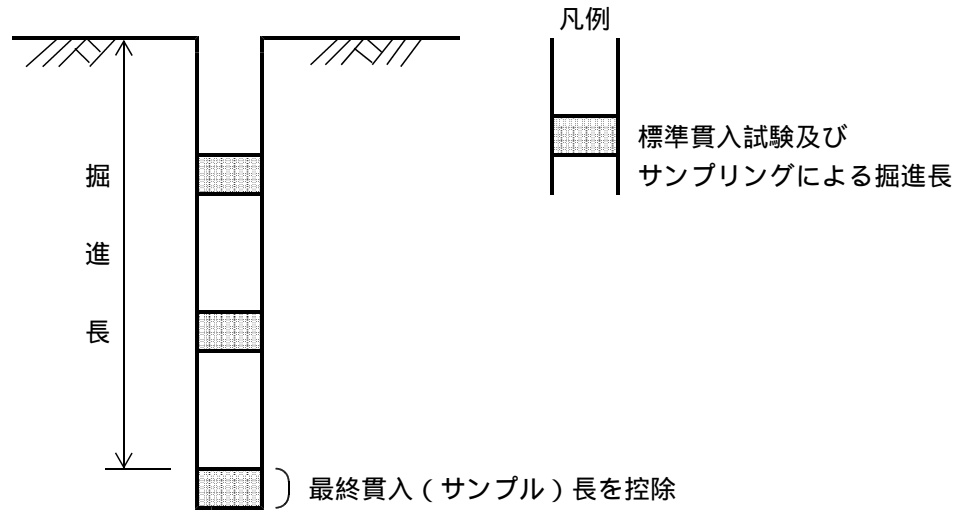 凡例
標準貫入試験及び
サンプリングによる掘進長
掘
進
長
最終貫入(サンプル)長を控除